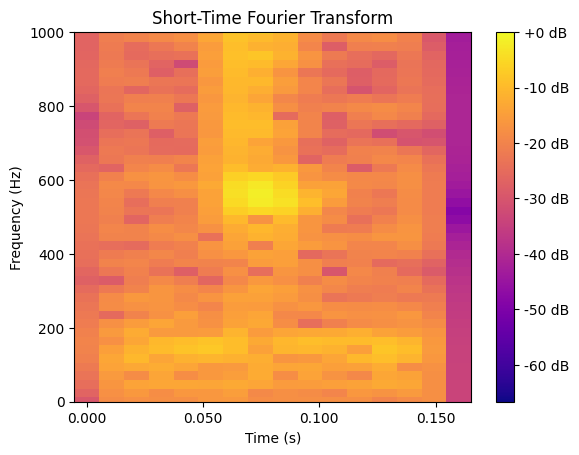 Short-Time Fourier Transform
1000
800
600
400
200
0
Frequency (Hz)
0.000
0.050
0.100
0.150
Time (s)
+0 dB
-10 dB
-20 dB
-30 dB
-40 dB
-50 dB
-60 dB